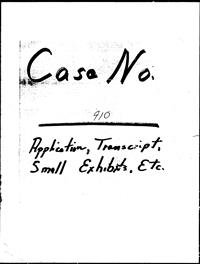 Case No.
910
Application, Transcript,
Small Exhibits, Etc.